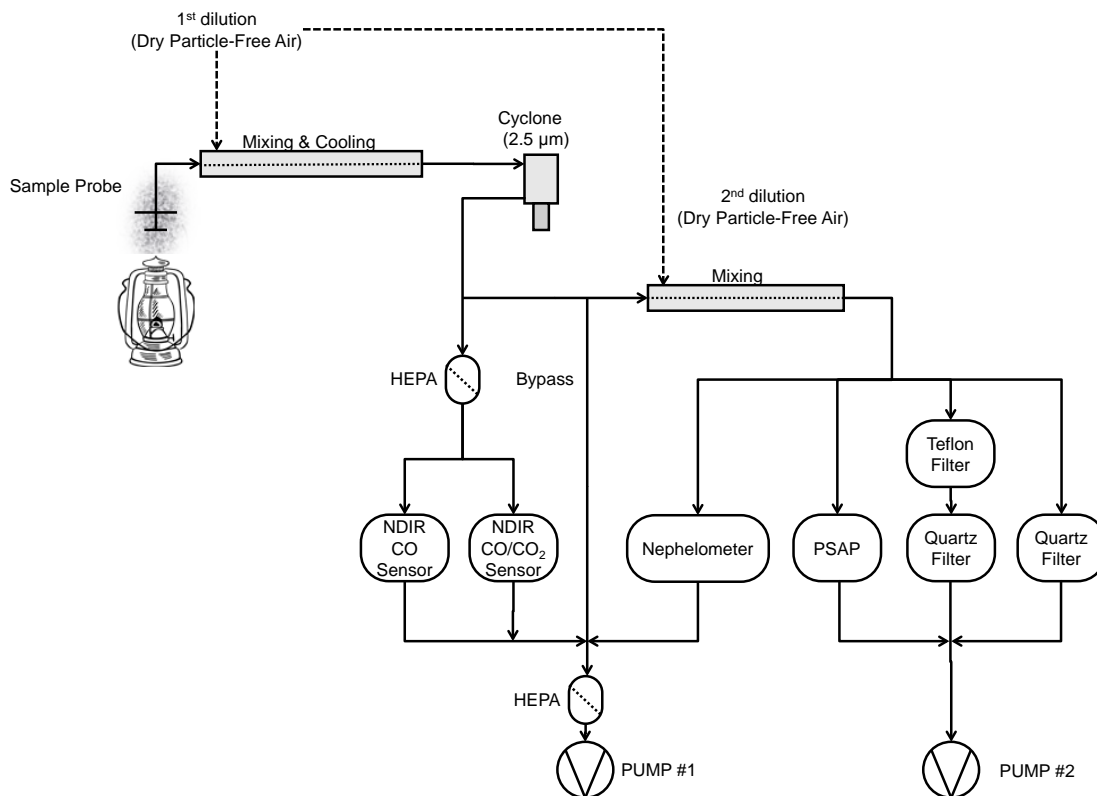 1st dilution
(Dry Particle-Free Air)
Mixing & Cooling
Cyclone
(2.5 µm)
Sample Probe
2nd dilution
(Dry Particle-Free Air)
Mixing
HEPA
Bypass
Teflon
Filter
NDIR
CO
Sensor
NDIR
CO/CO2
Sensor
Nephelometer
PSAP
Quartz
Filter
Quartz
Filter
HEPA
PUMP #1
PUMP #2